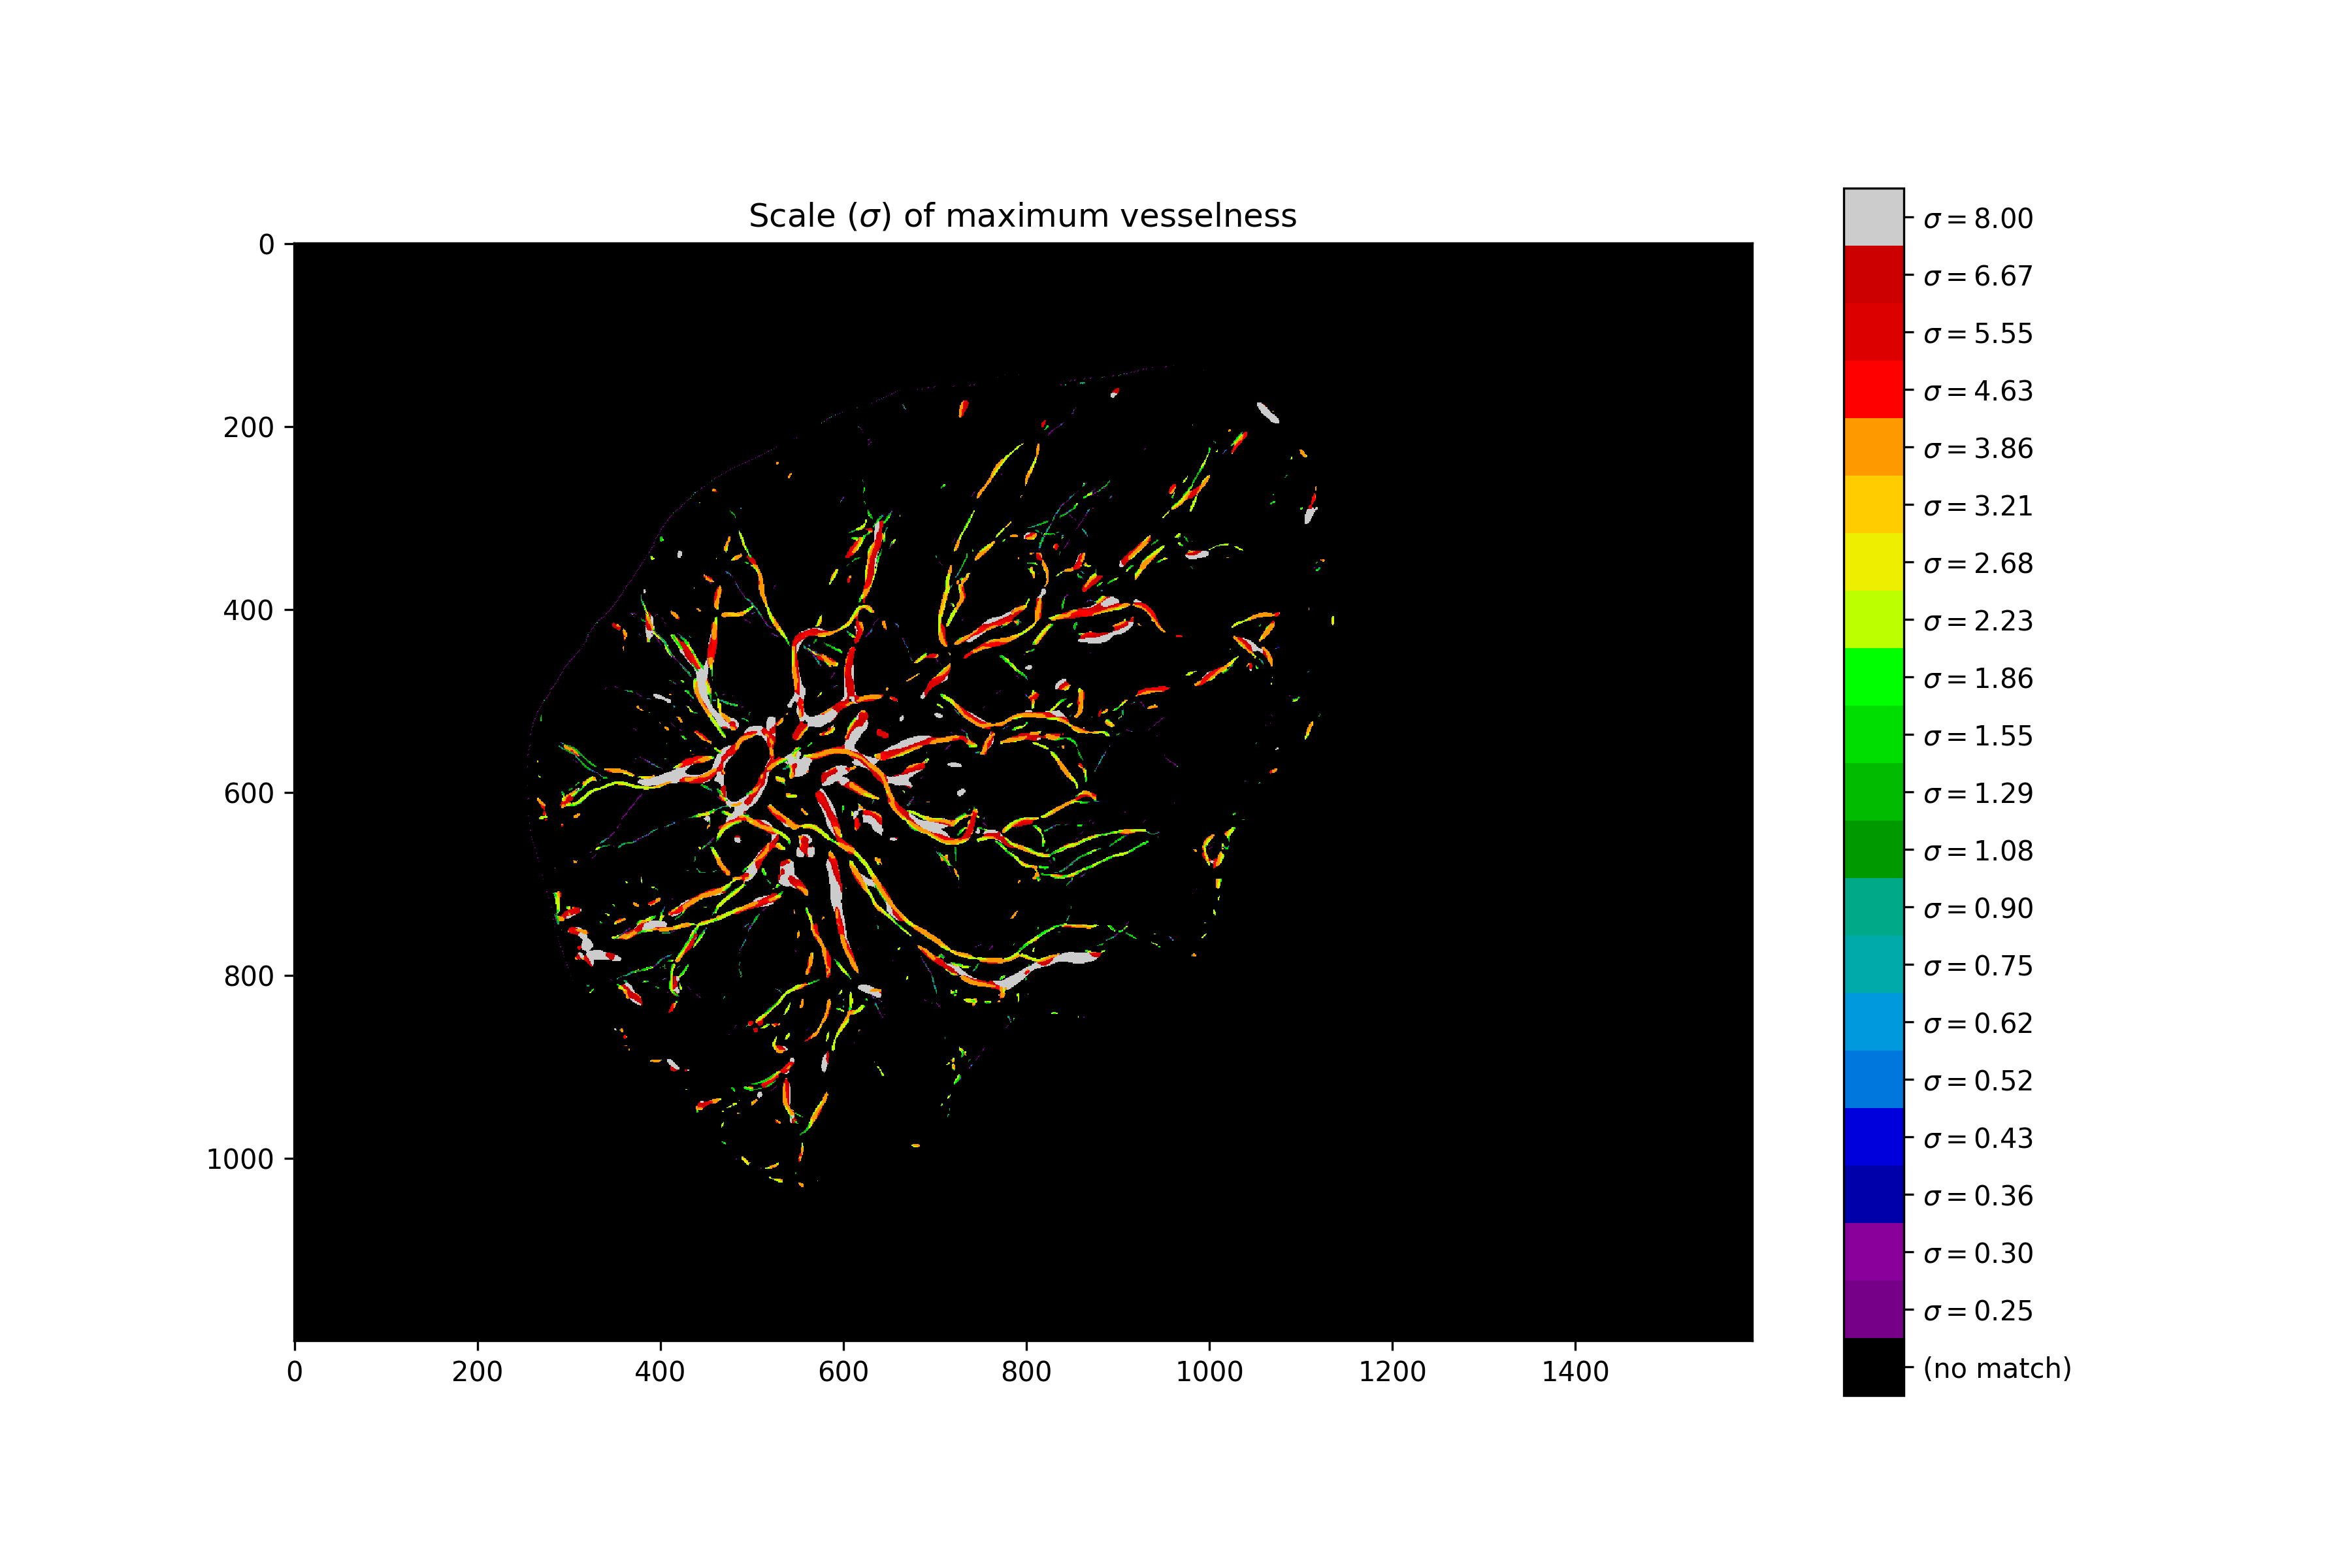 Scale (σ) of maximum vesselness
0
200
400
600
800
1000
0 200 400 600 800 1000 1200 1400
σ = 8.00
σ = 6.67
σ = 5.55
σ = 4.63
σ = 3.86
σ = 3.21
σ = 2.68
σ = 2.23
σ = 1.86
σ = 1.55
σ = 1.29
σ = 1.08
σ = 0.90
σ = 0.75
σ = 0.62
σ = 0.52
σ = 0.43
σ = 0.36
σ = 0.30
σ = 0.25
(no match)